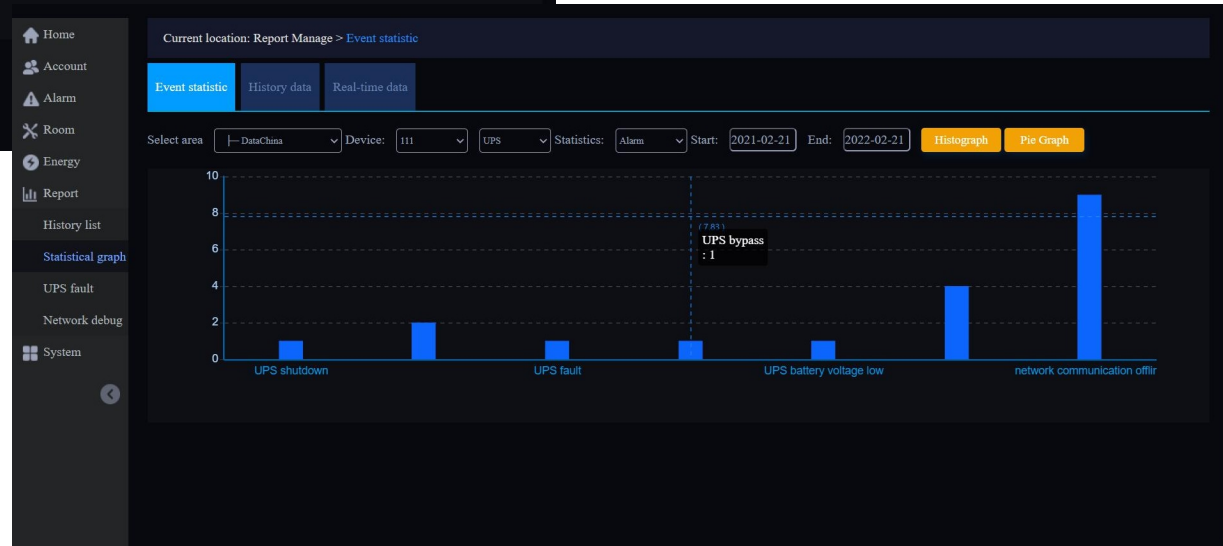 Home
Account
Alarm
Room
Energy
Report
History list
Statistical graph
UPS fault
Network debug
System
Current location: Report Manage > Event statistic
Event statistic History data Real-time data
Select area ├─ DataChina Device: 111 UPS Statistics: Alarm Start: 2021-02-21 End: 2022-02-21 Histograph Pie Graph
10
8
6
4
2
0
( 7.83 )
UPS bypass
: 1
UPS shutdown UPS fault UPS battery voltage low network communication offlir